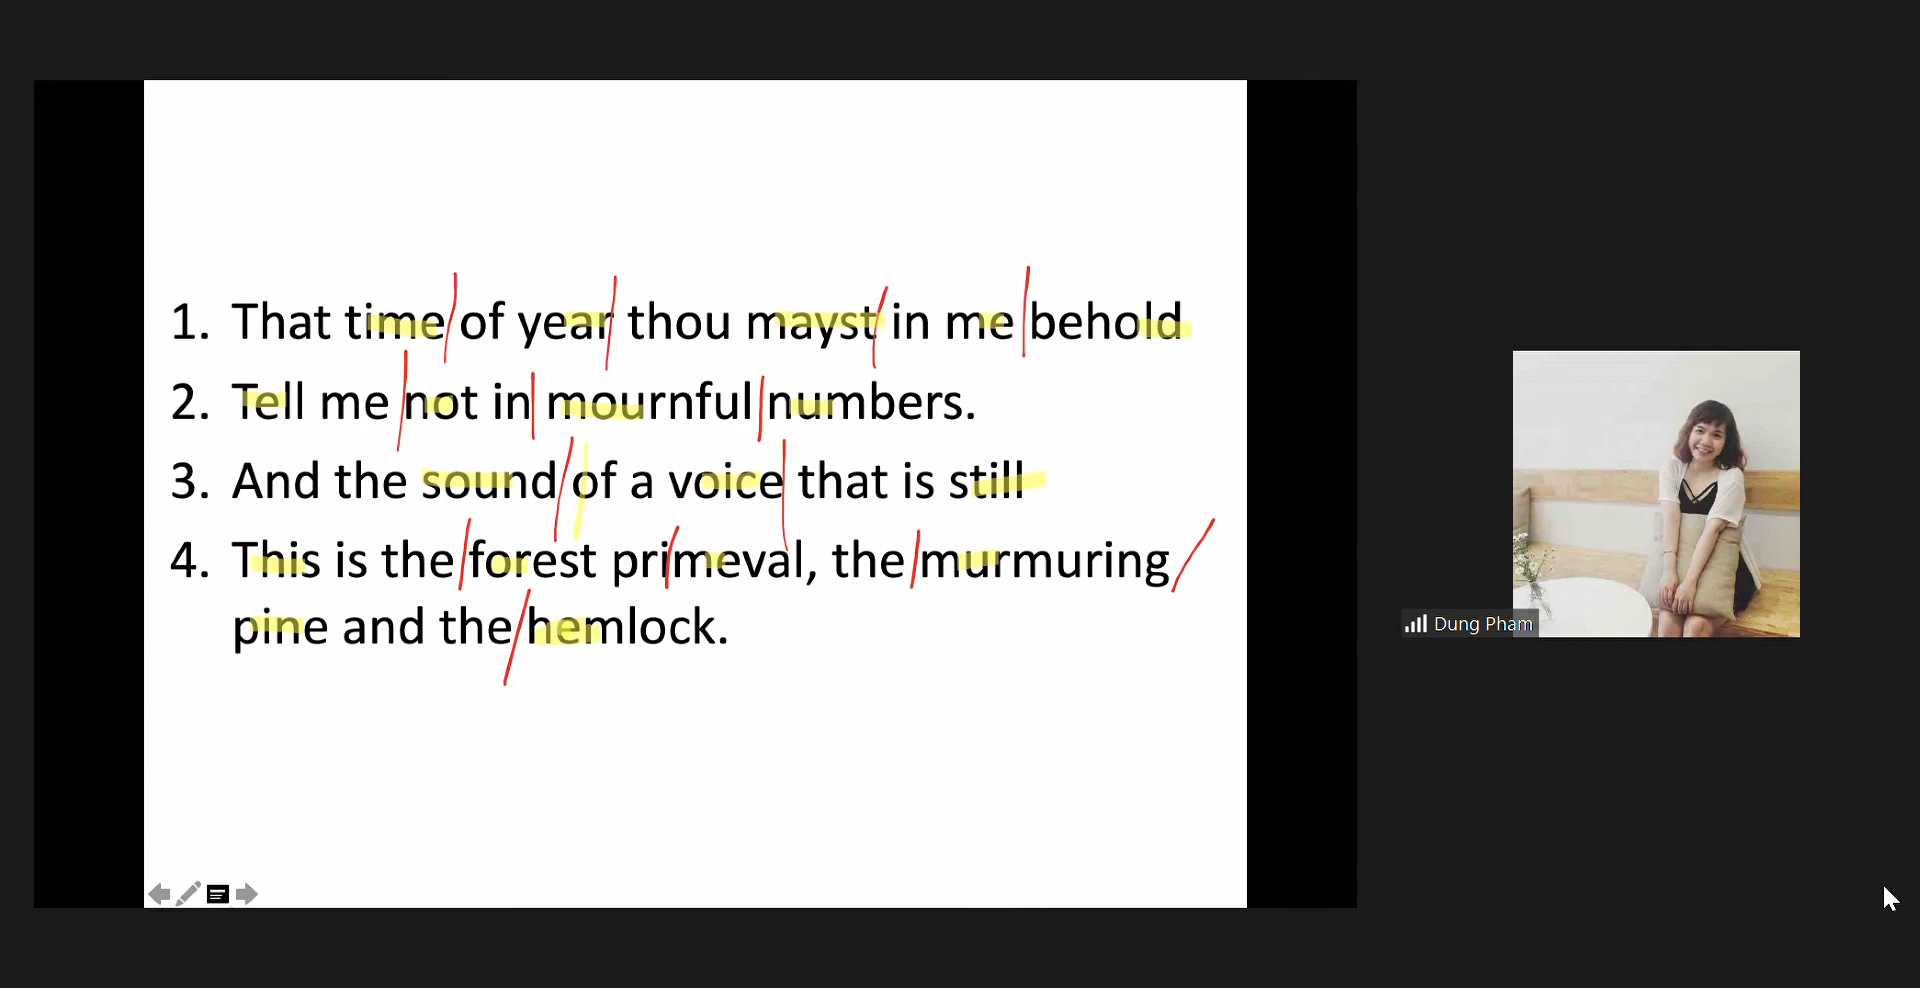 1. That time of year thou mayst in me behold
2. Tell me not in mournful numbers.
3. And the sound of a voice that is still
4. This is the forest primeval, the murmuring
pine and the hemlock.
Dung Pham